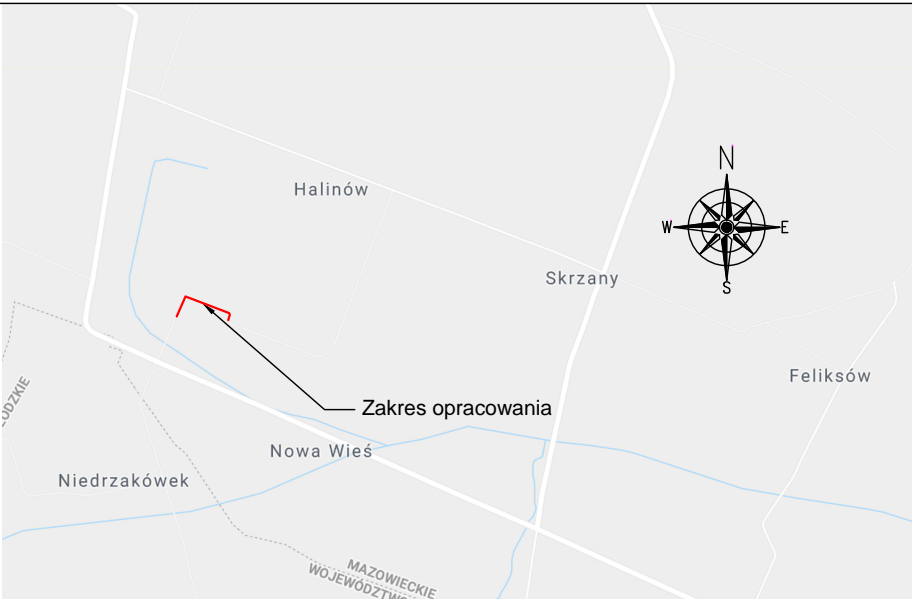 N
Halinów
W
E
Skrzany
S
Feliksów
ŁÓDZKIE
Zakres opracowania
Nowa Wieś
Niedrzakówek
MAZOWIECKIE
WOJEWÓDZTWO